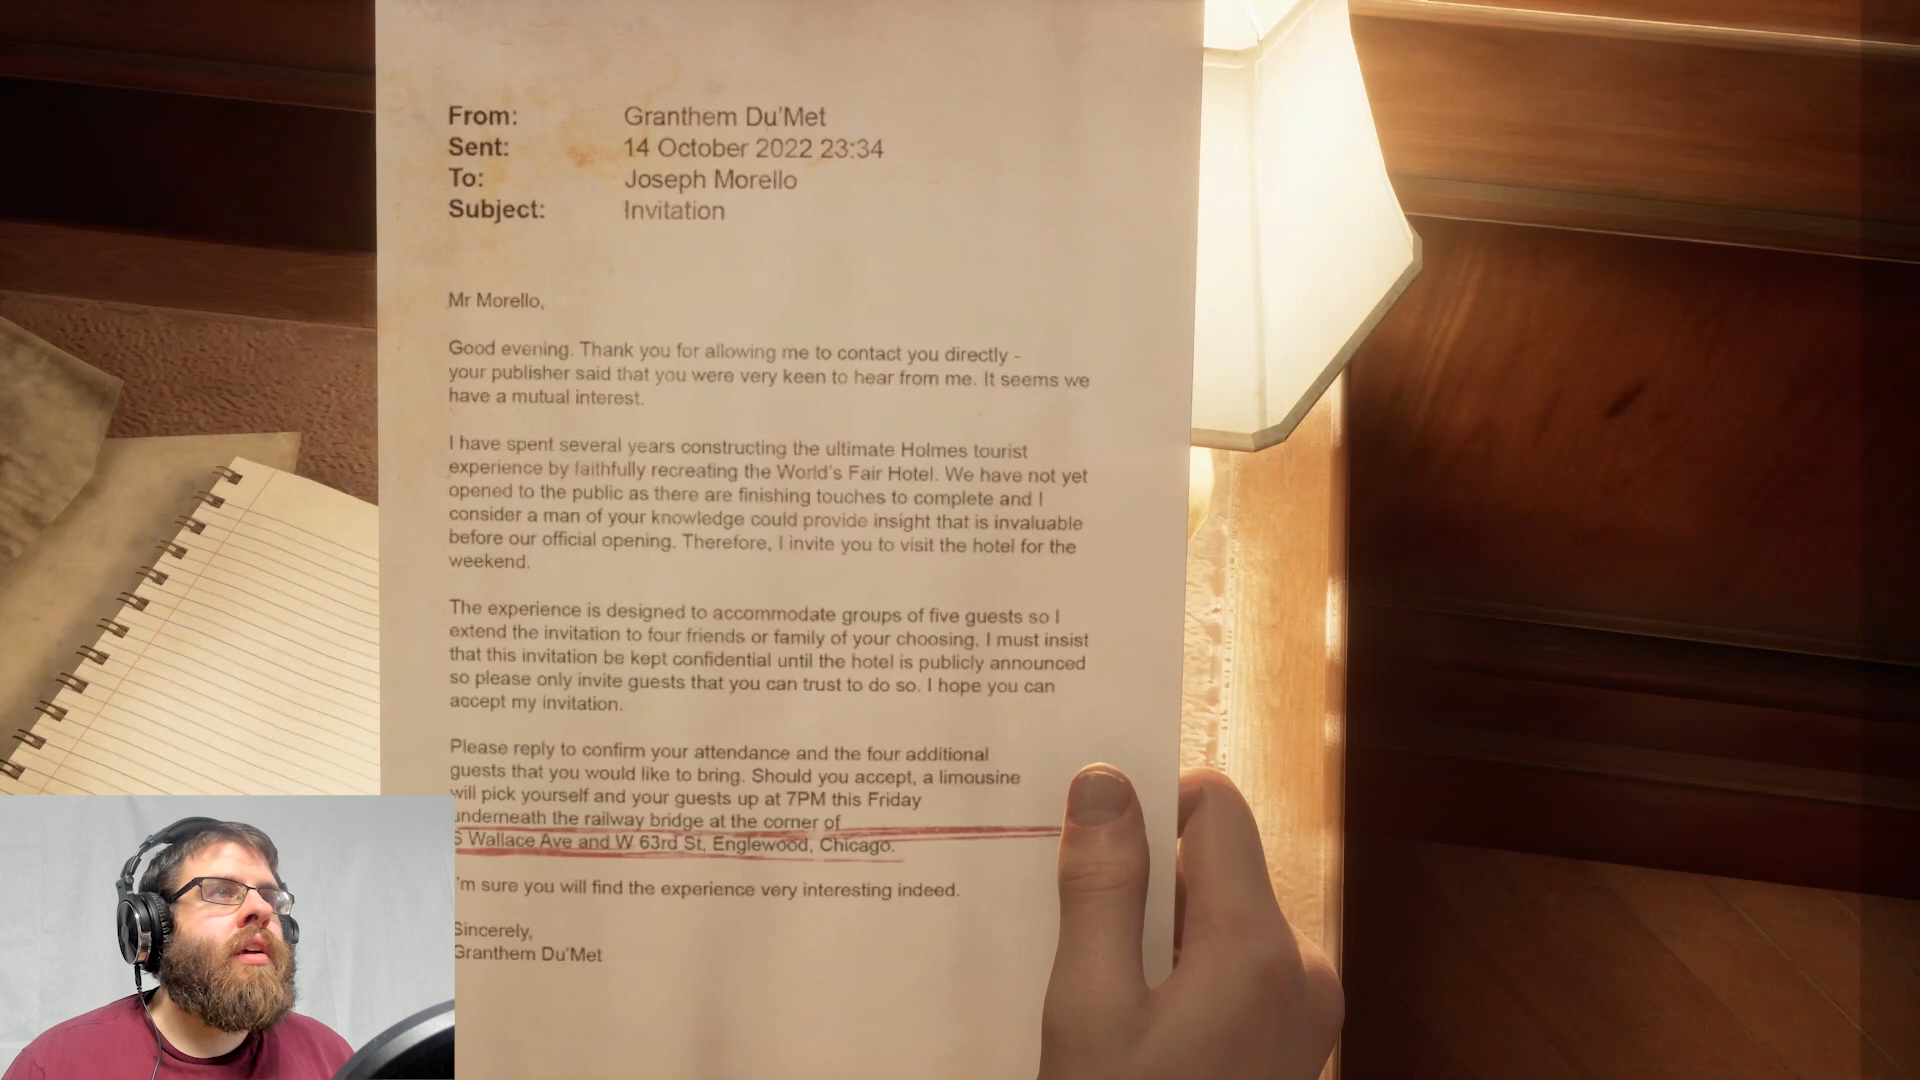 From: Granthem Du'Met
Sent: 14 October 2022 23:34
To: Joseph Morello
Subject: Invitation
Mr Morello,
Good evening. Thank you for allowing me to contact you directly -
your publisher said that you were very keen to hear from me. It seems we
have a mutual interest.
I have spent several years constructing the ultimate Holmes tourist
experience by faithfully recreating the World's Fair Hotel. We have not yet
opened to the public as there are finishing touches to complete and I
consider a man of your knowledge could provide insight that is invaluable
before our official opening. Therefore, I invite you to visit the hotel for the
weekend.
The experience is designed to accommodate groups of five guests so I
extend the invitation to four friends or family of your choosing. I must insist
that this invitation be kept confidential until the hotel is publicly announced
so please only invite guests that you can trust to do so. I hope you can
accept my invitation.
Please reply to confirm your attendance and the four additional
guests that you would like to bring. Should you accept, a limousine
will pick yourself and your guests up at 7PM this Friday
underneath the railway bridge at the corner of
S Wallace Ave and W 63rd St, Englewood, Chicago.
'm sure you will find the experience very interesting indeed.
Sincerely,
Granthem Du'Met